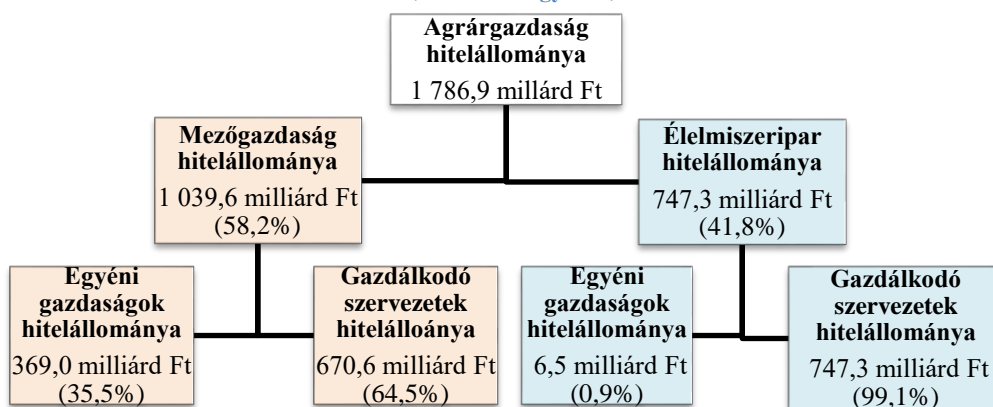 Agrárgazdaság
hitelállománya
1 786,9 millárd Ft
Mezőgazdaság
hitelállománya
1 039,6 milliárd Ft
(58,2%)
Élelmiszeripar
hitelállománya
747,3 milliárd Ft
(41,8%)
Egyéni
gazdaságok
hitelállománya
369,0 milliárd Ft
(35,5%)
Gazdálkodó
szervezetek
hitelálloánya
670,6 milliárd Ft
(64,5%)
Egyéni
gazdaságok
hitelállománya
6,5 milliárd Ft
(0,9%)
Gazdálkodó
szervezetek
hitelállománya
747,3 milliárd Ft
(99,1%)